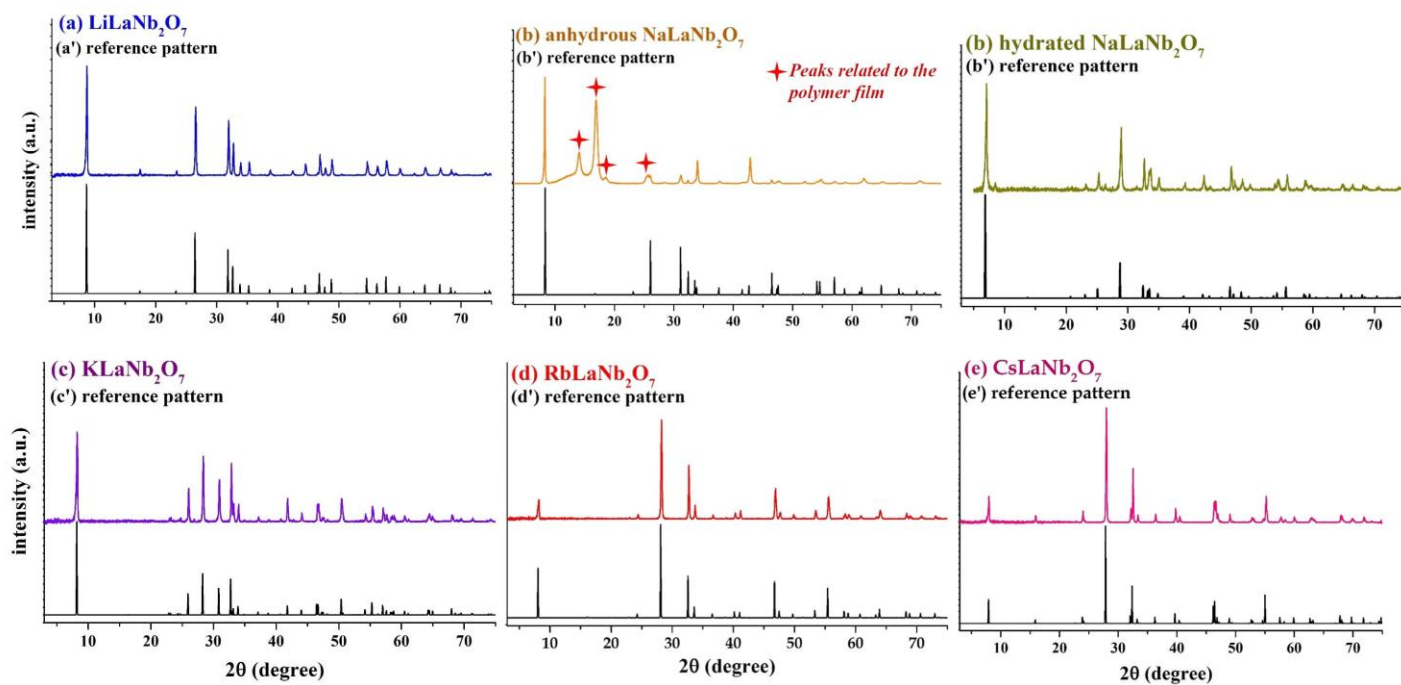 (a) LiLaNb₂O₇
(a') reference pattern
intensity (a.u.)
10 20 30 40 50 60 70
(b) anhydrous NaLaNb₂O₇
(b') reference pattern
Peaks related to the
polymer film
10 20 30 40 50 60 70
(b) hydrated NaLaNb₂O₇
(b') reference pattern
10 20 30 40 50 60 70
(c) KLaNb₂O₇
(c') reference pattern
intensity (a.u.)
10 20 30 40 50 60 70
2θ (degree)
(d) RbLaNb₂O₇
(d') reference pattern
10 20 30 40 50 60 70
2θ (degree)
(e) CsLaNb₂O₇
(e') reference pattern
10 20 30 40 50 60 70
2θ (degree)